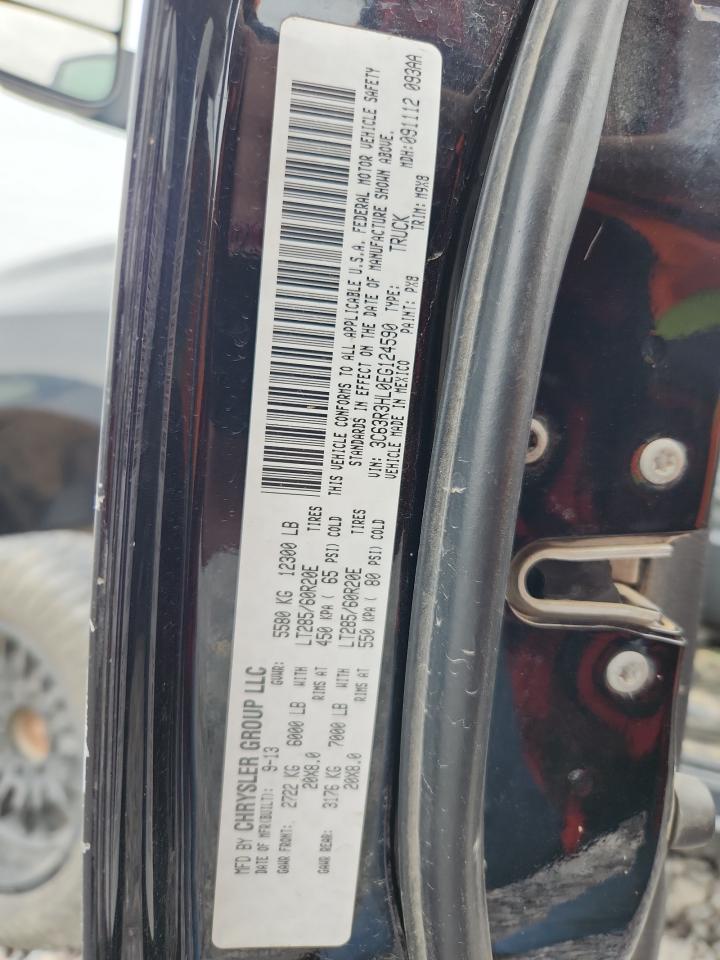 MFD BY CHRYSLER GROUP LLC
DATE OF MFR(BUILT): 9-13 GVWR: 5580 KG 12300 LB
GAWR FRONT: 2722 KG 6000 LB WITH LT285/60R20E TIRES
20X8.0 RIMS AT 450 KPA ( 65 PSI) COLD
GAWR REAR: 3176 KG 7000 LB WITH LT285/60R20E TIRES
20X8.0 RIMS AT 550 KPA ( 80 PSI) COLD
THIS VEHICLE CONFORMS TO ALL APPLICABLE U.S.A. FEDERAL MOTOR VEHICLE SAFETY
STANDARDS IN EFFECT ON THE DATE OF MANUFACTURE SHOWN ABOVE.
VIN: 3C63R3HL0EG124590 TYPE: TRUCK MDH:091112 093AA
VEHICLE MADE IN MEXICO PAINT: PX8 TRIM: M9X8